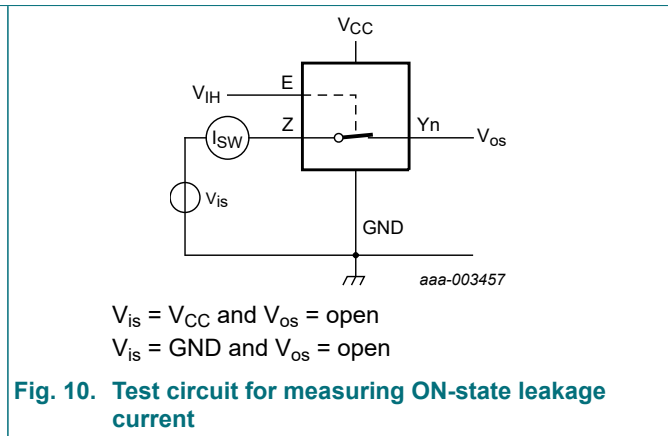 VCC
E
VIH
ISW
Z
Yn
Vos
Vis
GND
aaa-003457
Vis = VCC and Vos = open
Vis = GND and Vos = open
Fig. 10. Test circuit for measuring ON-state leakage
current